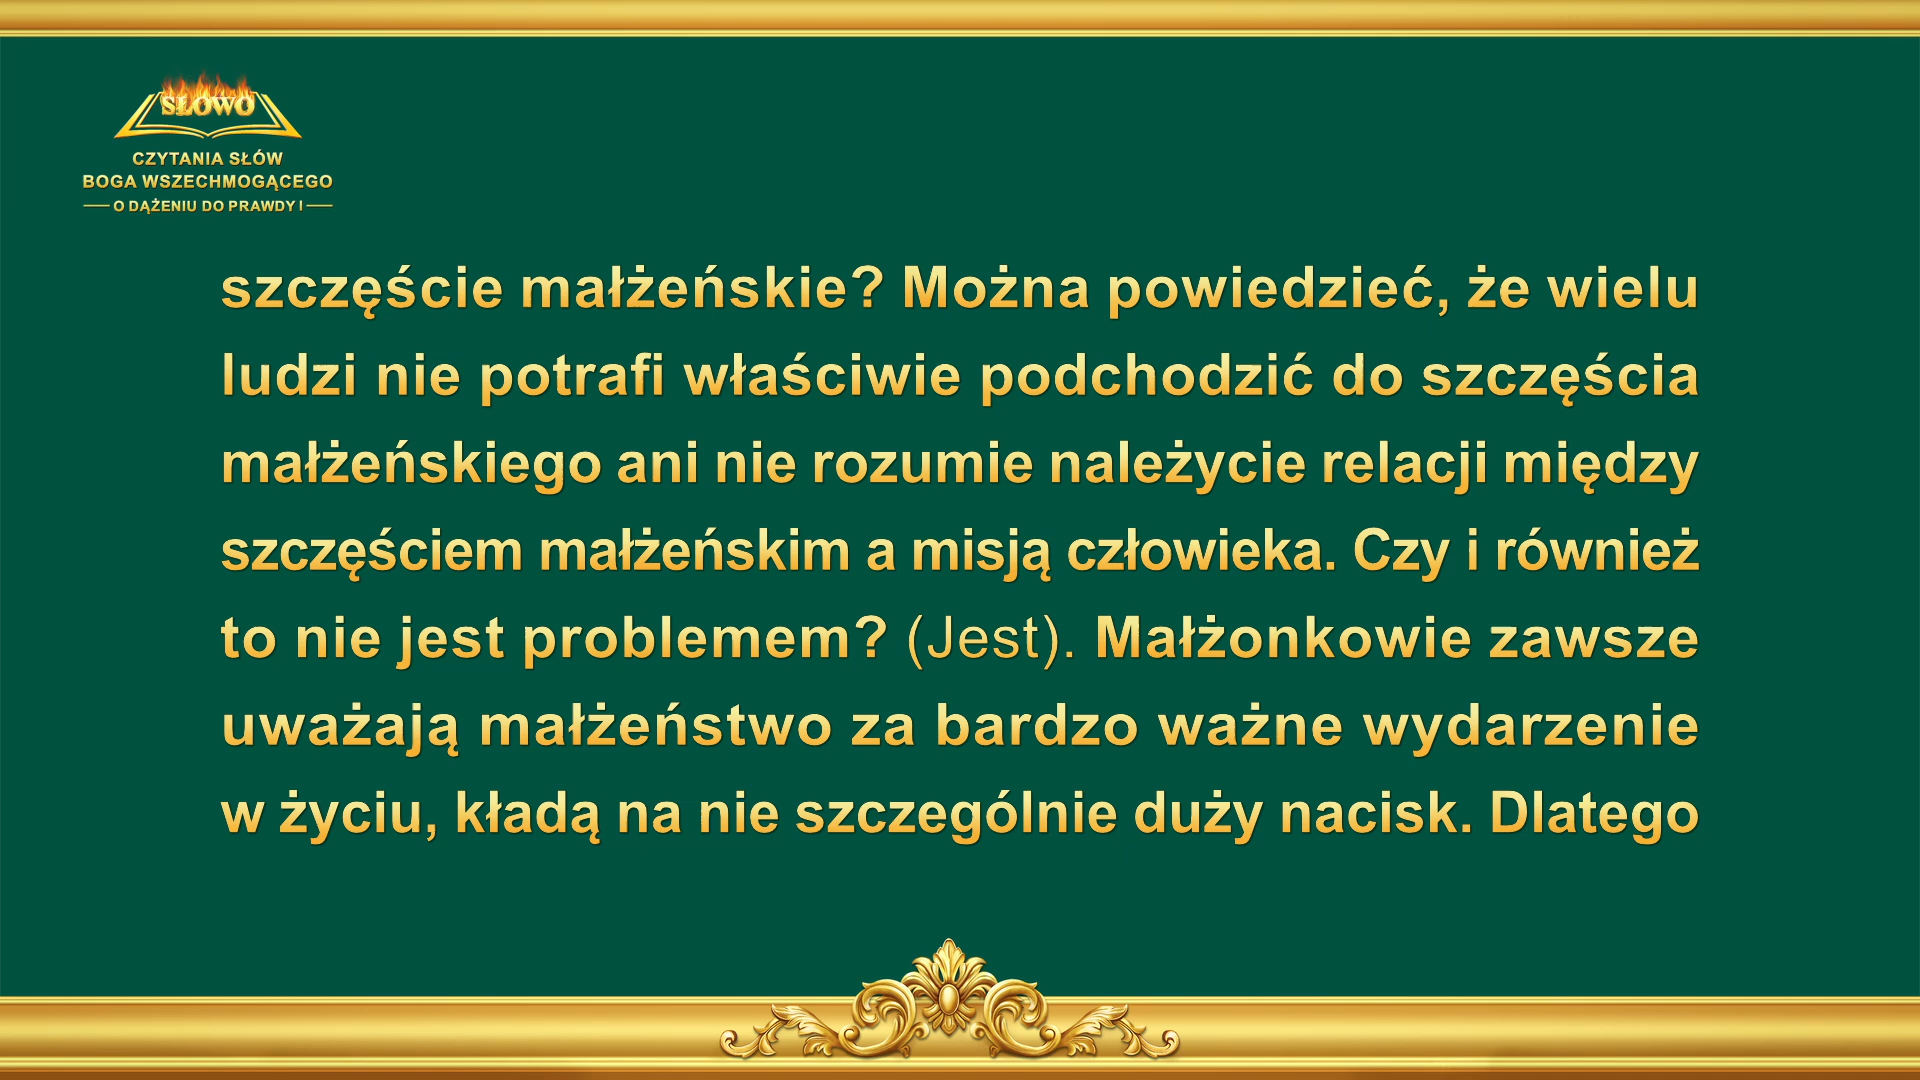 SŁOWO
CZYTANIA SŁÓW
BOGA WSZECHMOGĄCEGO
O DĄŻENIU DO PRAWDY I
szczęście małżeńskie? Można powiedzieć, że wielu
ludzi nie potrafi właściwie podchodzić do szczęścia
małżeńskiego ani nie rozumie należycie relacji między
szczęściem małżeńskim a misją człowieka. Czy i również
to nie jest problemem? (Jest). Małżonkowie zawsze
uważają małżeństwo za bardzo ważne wydarzenie
w życiu, kładą na nie szczególnie duży nacisk. Dlatego